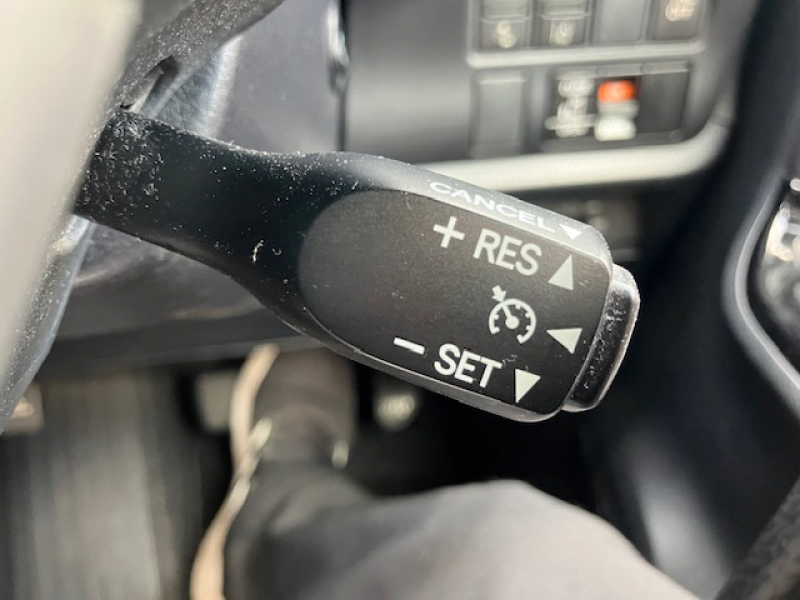 CANCEL
+ RES
- SET